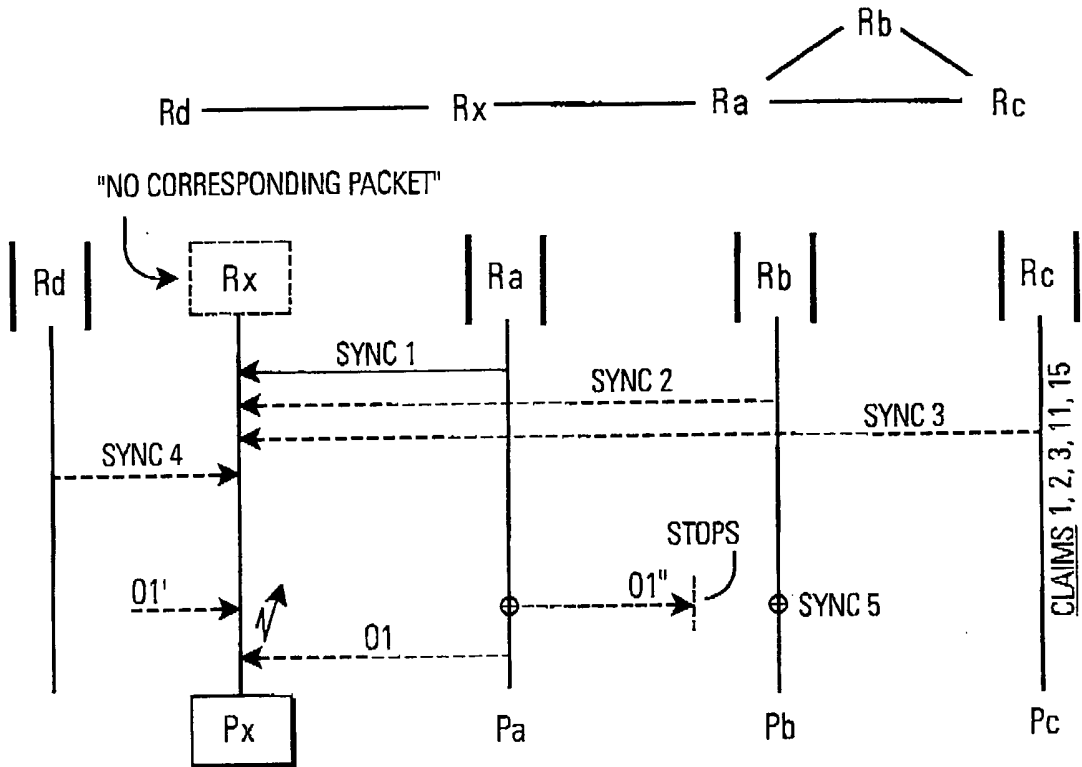 Rb
Rd Rx Ra Rc
"NO CORRESPONDING PACKET"
Rd Rx Ra Rb Rc
SYNC 1
SYNC 2
SYNC 3
SYNC 4
STOPS
01' 01" SYNC 5
01
Px Pa Pb Pc
CLAIMS 1, 2, 3, 11, 15